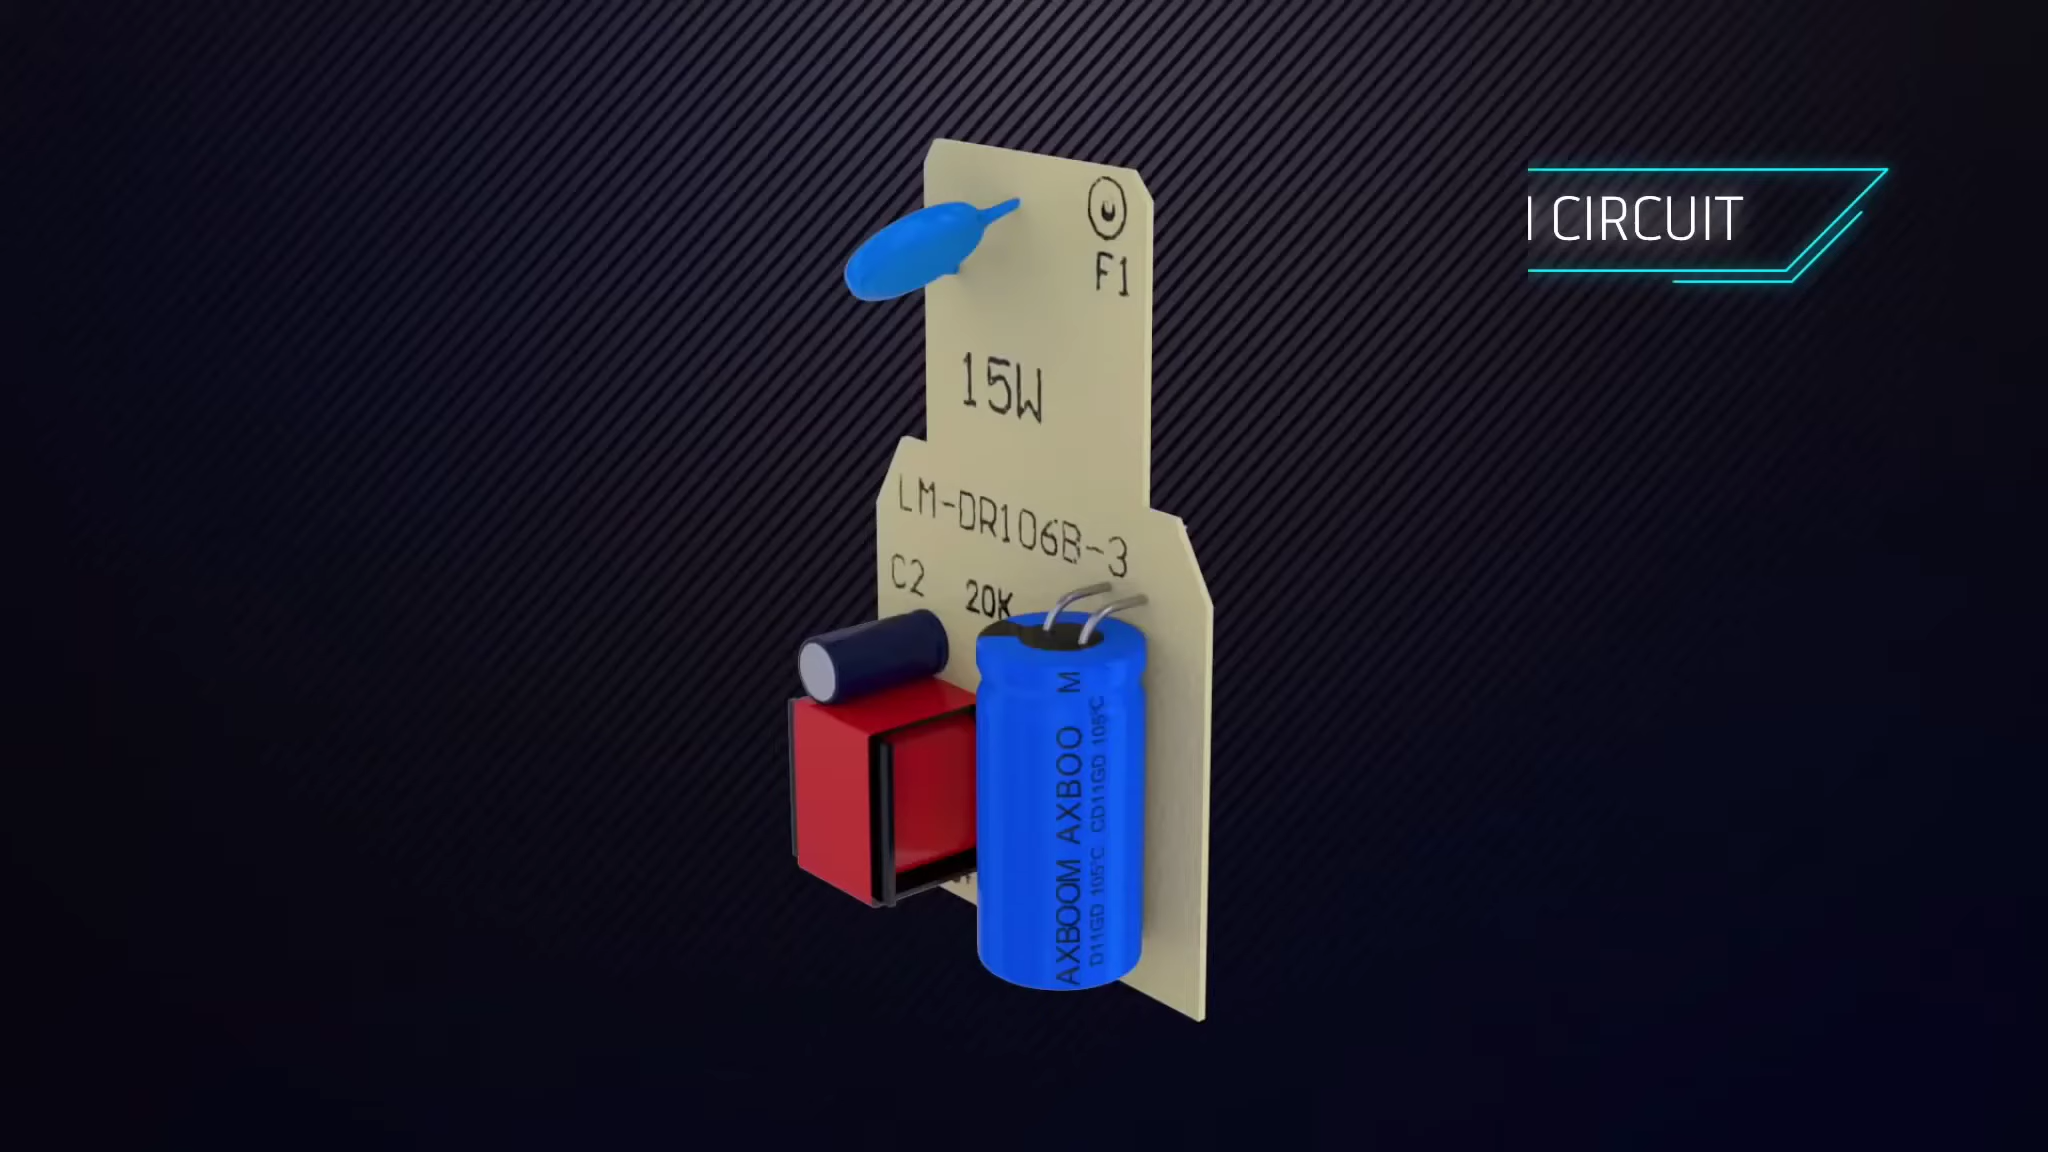 CIRCUIT
F1
15W
LM-DR106B-3
C2
20K
AXBOOM AXBOO M
D11GD 105°C CD11GD 105°C